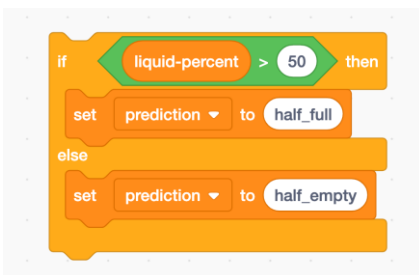 if liquid-percent > 50 then
set prediction to half_full
else
set prediction to half_empty